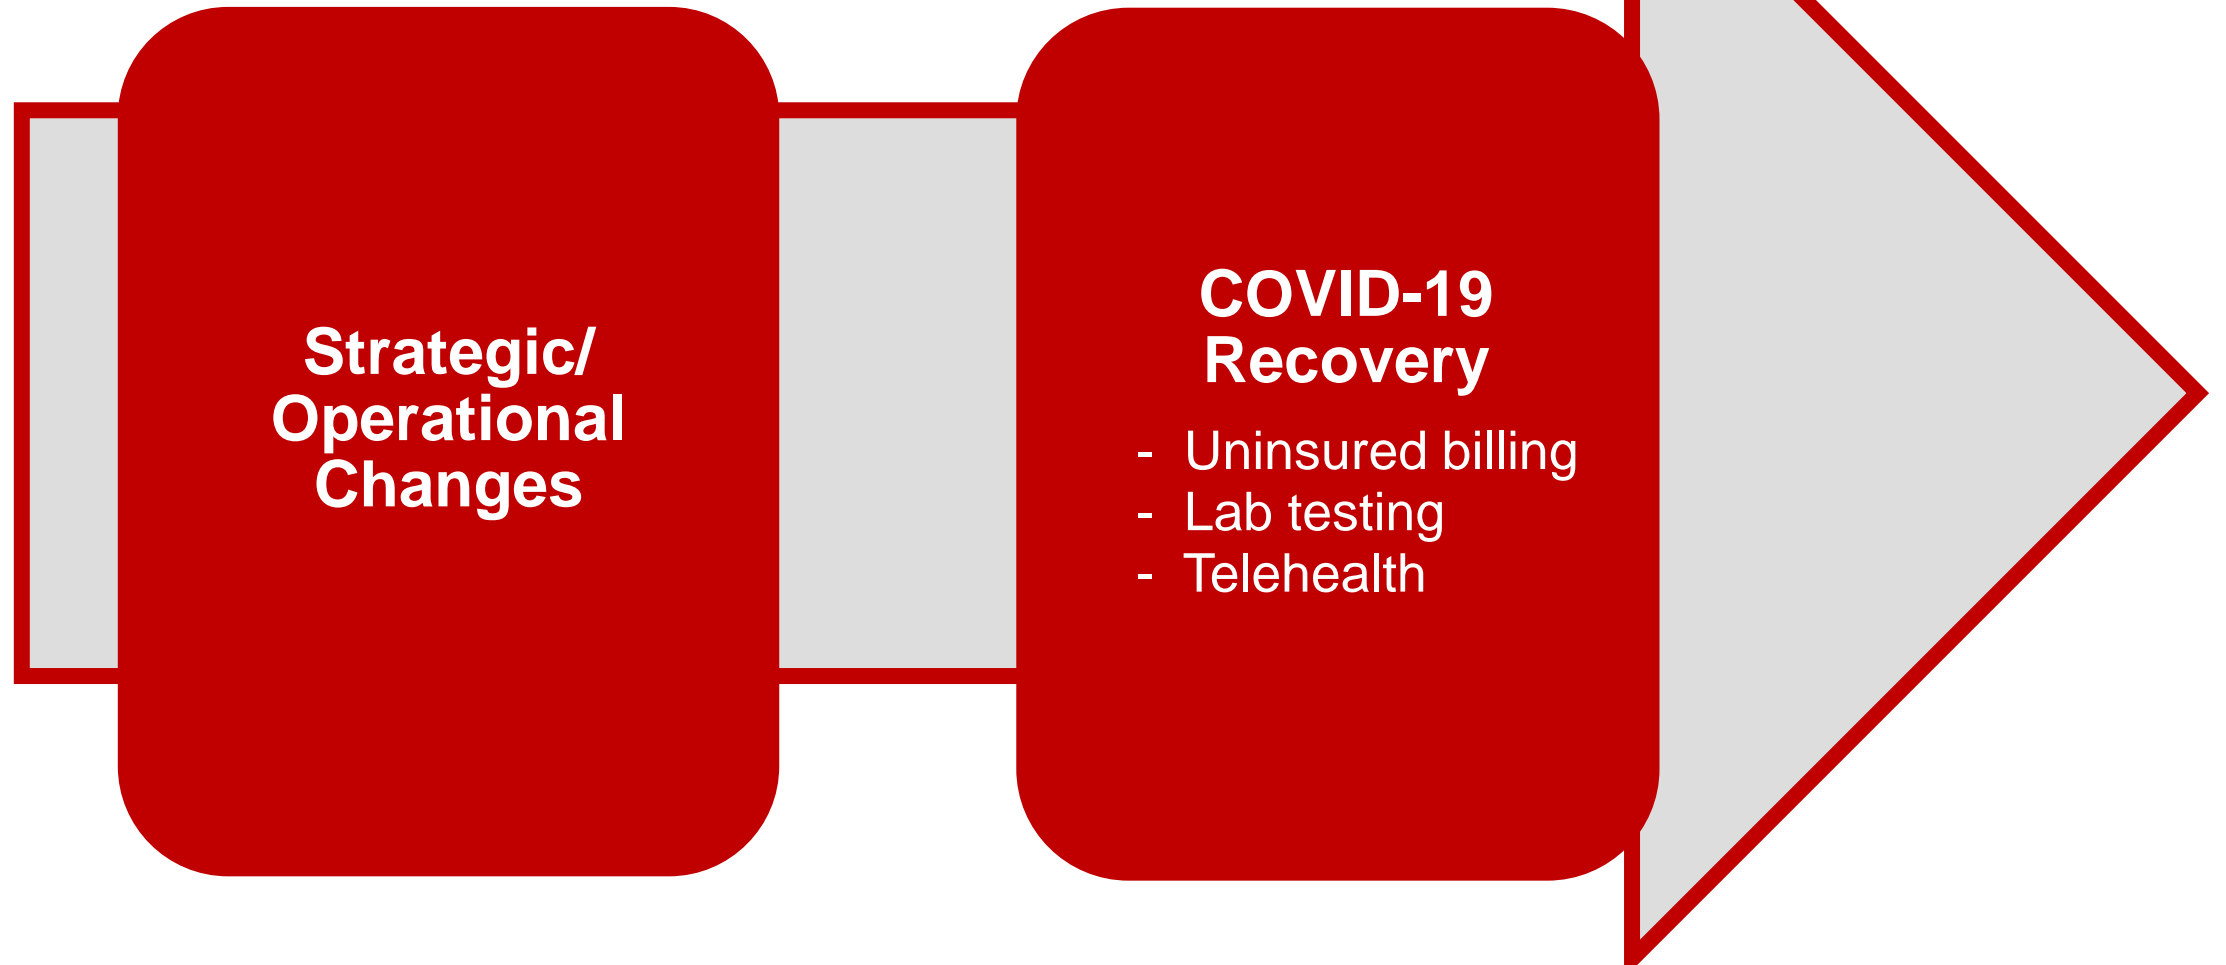 Strategic/
Operational
Changes
COVID-19
Recovery
- Uninsured billing
- Lab testing
- Telehealth